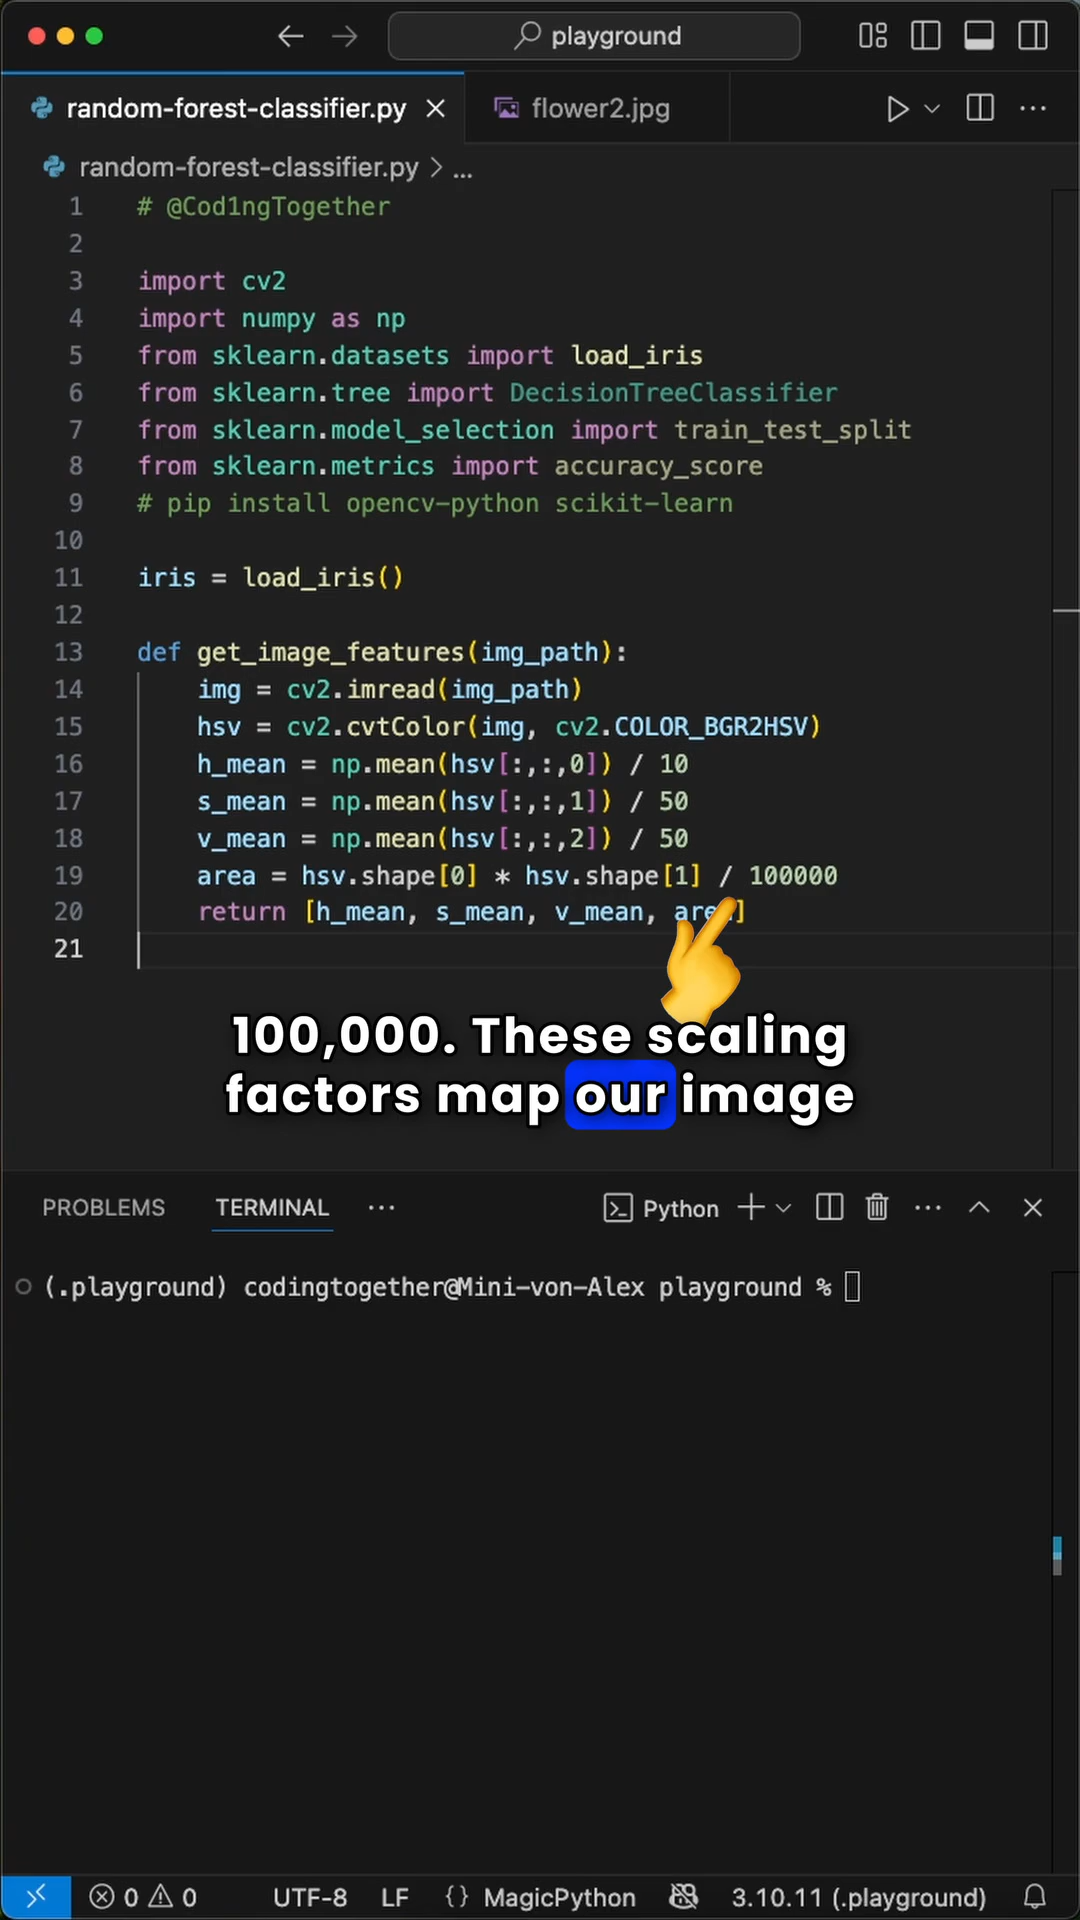 playground
random-forest-classifier.py
flower2.jpg
random-forest-classifier.py > ...
1 # @Cod1ngTogether
2
3 import cv2
4 import numpy as np
5 from sklearn.datasets import load_iris
6 from sklearn.tree import DecisionTreeClassifier
7 from sklearn.model_selection import train_test_split
8 from sklearn.metrics import accuracy_score
9 # pip install opencv-python scikit-learn
10
11 iris = load_iris()
12
13 def get_image_features(img_path):
14 img = cv2.imread(img_path)
15 hsv = cv2.cvtColor(img, cv2.COLOR_BGR2HSV)
16 h_mean = np.mean(hsv[:,:,0]) / 10
17 s_mean = np.mean(hsv[:,:,1]) / 50
18 v_mean = np.mean(hsv[:,:,2]) / 50
19 area = hsv.shape[0] * hsv.shape[1] / 100000
20 return [h_mean, s_mean, v_mean, area]
21
100,000. These scaling
factors map our image
PROBLEMS TERMINAL ... Python
(.playground) codingtogether@Mini-von-Alex playground %
0 0 UTF-8 LF {} MagicPython 3.10.11 (.playground)